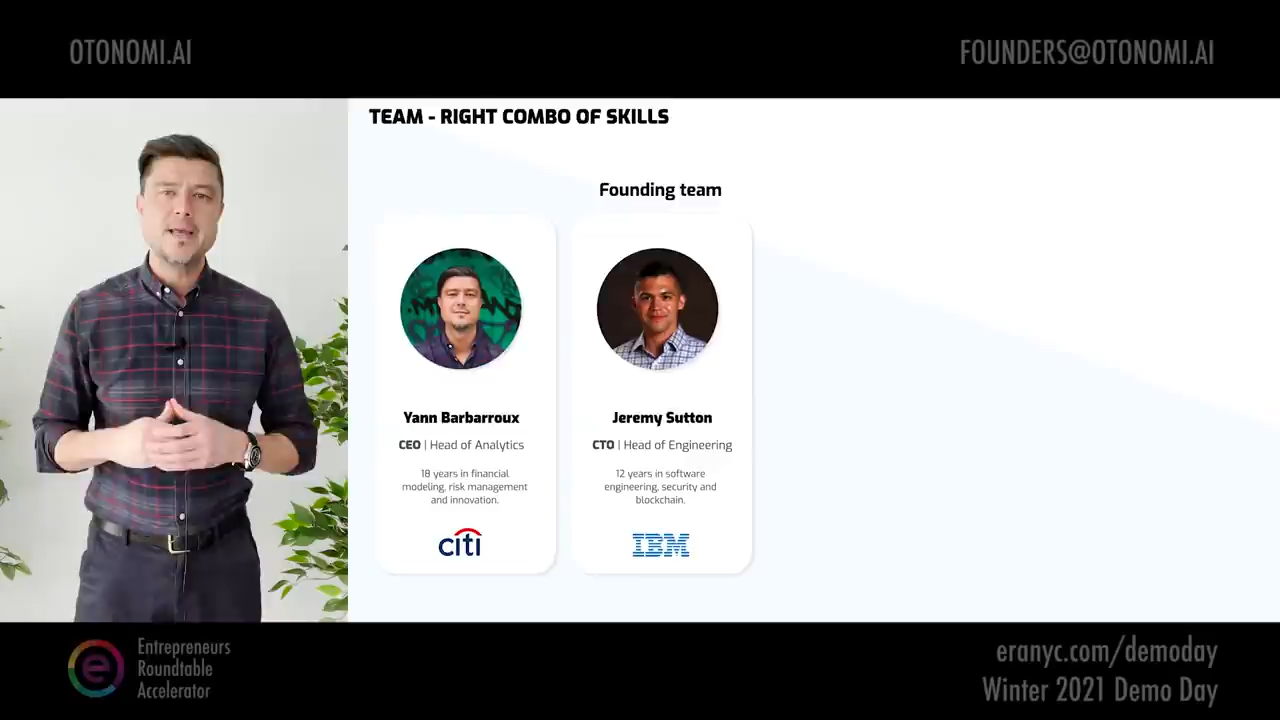 OTONOMI.AI
FOUNDERS@OTONOMI.AI
TEAM - RIGHT COMBO OF SKILLS
Founding team
Yann Barbarroux
CEO | Head of Analytics
18 years in financial
modeling, risk management
and innovation.
citi
Jeremy Sutton
CTO | Head of Engineering
12 years in software
engineering, security and
blockchain.
IBM
e
Entrepreneurs
Roundtable
Accelerator
eranyc.com/demoday
Winter 2021 Demo Day